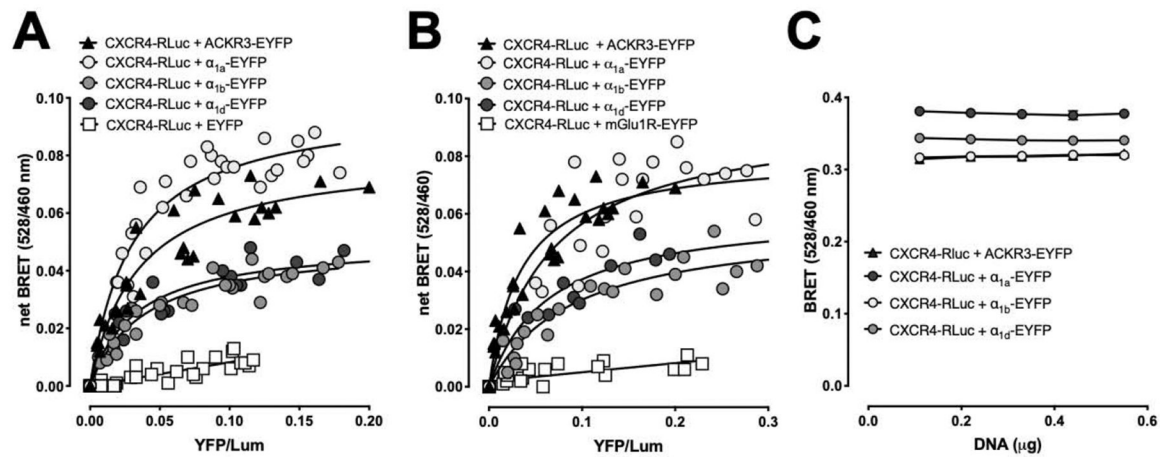 A
CXCR4-RLuc + ACKR3-EYFP
CXCR4-RLuc + α1a-EYFP
CXCR4-RLuc + α1b-EYFP
CXCR4-RLuc + α1d-EYFP
CXCR4-RLuc + EYFP
net BRET (528/460)
0.10
0.08
0.06
0.04
0.02
0.00
0.00
0.05
0.10
0.15
0.20
YFP/Lum
B
CXCR4-RLuc + ACKR3-EYFP
CXCR4-RLuc + α1a-EYFP
CXCR4-RLuc + α1b-EYFP
CXCR4-RLuc + α1d-EYFP
CXCR4-RLuc + mGlu1R-EYFP
net BRET (528/460)
0.10
0.08
0.06
0.04
0.02
0.00
0.0
0.1
0.2
0.3
YFP/Lum
C
BRET (528/460 nm)
0.4
0.3
0.2
0.1
0.0
CXCR4-RLuc + ACKR3-EYFP
CXCR4-RLuc + α1a-EYFP
CXCR4-RLuc + α1b-EYFP
CXCR4-RLuc + α1d-EYFP
0.0
0.2
0.4
0.6
DNA (µg)